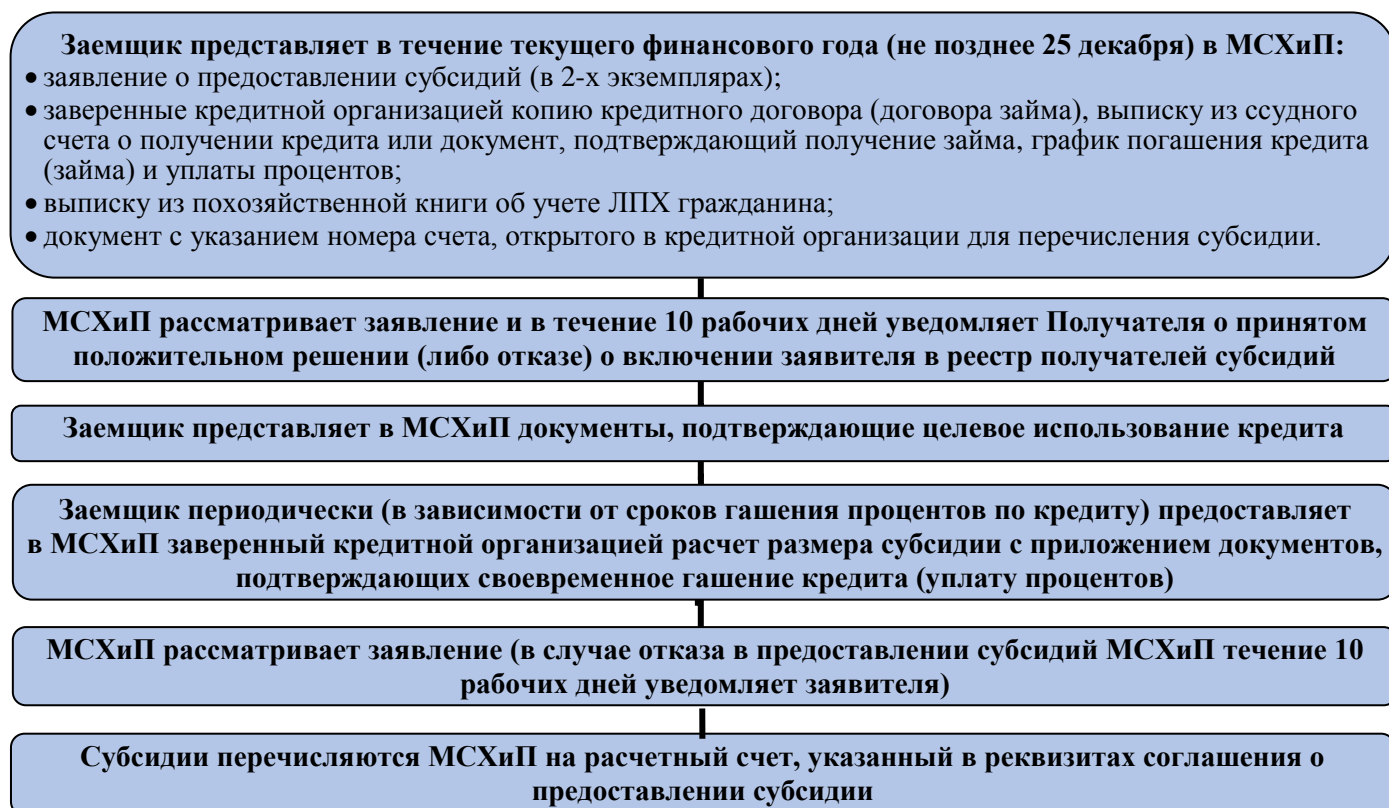 Заемщик представляет в течение текущего финансового года (не позднее 25 декабря) в МСХиП:
• заявление о предоставлении субсидий (в 2-х экземплярах);
• заверенные кредитной организацией копию кредитного договора (договора займа), выписку из ссудного
счета о получении кредита или документ, подтверждающий получение займа, график погашения кредита
(займа) и уплаты процентов;
• выписку из похозяйственной книги об учете ЛПХ гражданина;
• документ с указанием номера счета, открытого в кредитной организации для перечисления субсидии.
МСХиП рассматривает заявление и в течение 10 рабочих дней уведомляет Получателя о принятом
положительном решении (либо отказе) о включении заявителя в реестр получателей субсидий
Заемщик представляет в МСХиП документы, подтверждающие целевое использование кредита
Заемщик периодически (в зависимости от сроков гашения процентов по кредиту) предоставляет
в МСХиП заверенный кредитной организацией расчет размера субсидии с приложением документов,
подтверждающих своевременное гашение кредита (уплату процентов)
МСХиП рассматривает заявление (в случае отказа в предоставлении субсидий МСХиП течение 10
рабочих дней уведомляет заявителя)
Субсидии перечисляются МСХиП на расчетный счет, указанный в реквизитах соглашения о
предоставлении субсидии